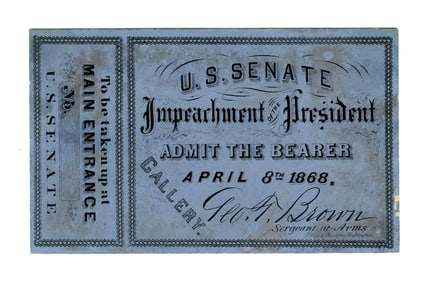 To be taken up at
MAIN ENTRANCE
No.
U. S. SENATE
U. S. SENATE
Impeachment OF THE President
ADMIT THE BEARER
APRIL 8TH 1868.
GALLERY.
Geo. T. Brown
Sergeant-at-Arms.